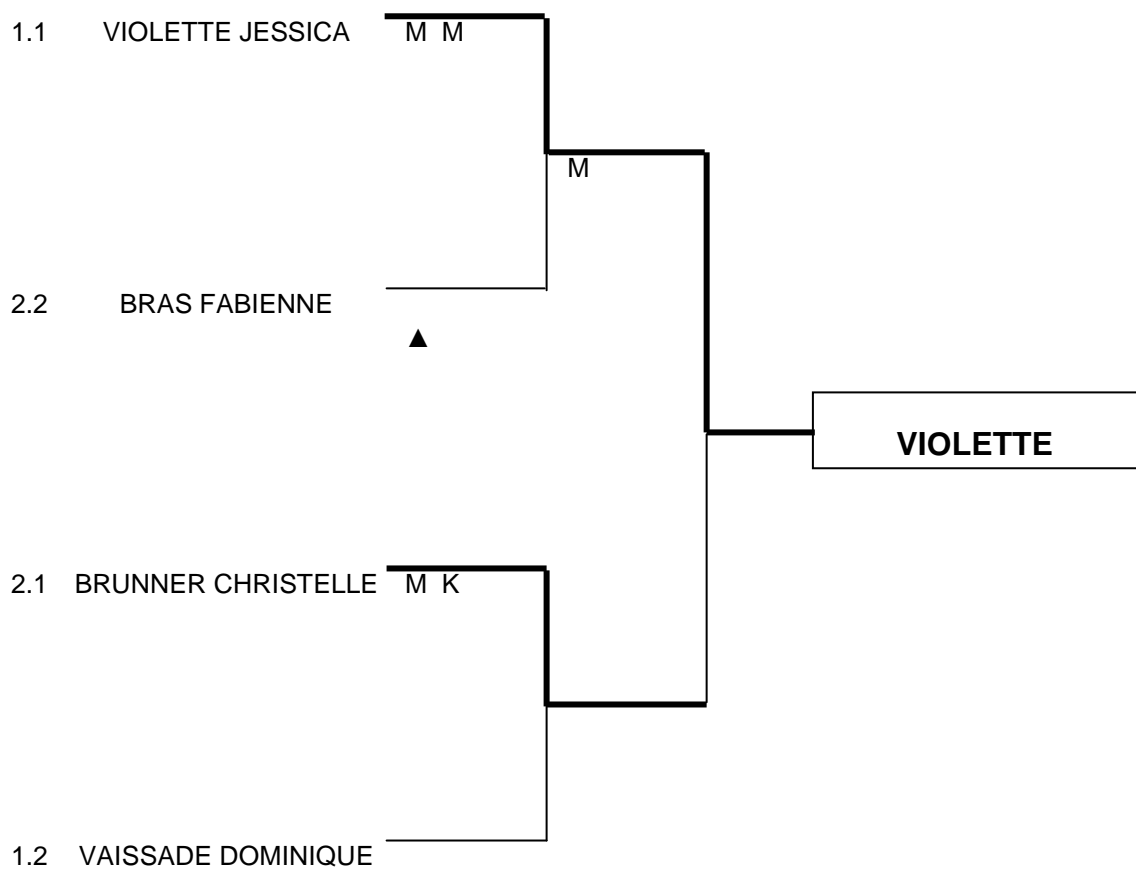 1.1 VIOLETTE JESSICA M M
M
2.2 BRAS FABIENNE
▲
VIOLETTE
2.1 BRUNNER CHRISTELLE M K
1.2 VAISSADE DOMINIQUE